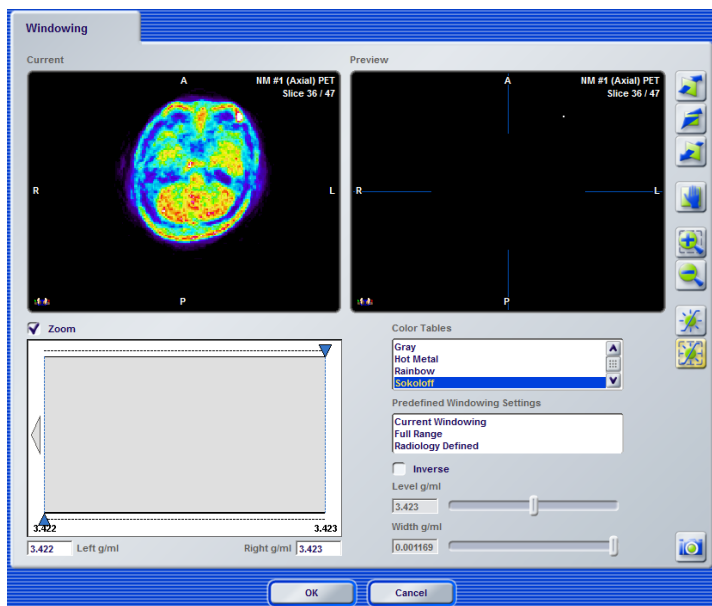 Windowing
Current
Preview
A
NM #1 (Axial) PET
Slice 36 / 47
R
L
P
A
NM #1 (Axial) PET
Slice 36 / 47
R
L
P
Zoom
3.422
3.423
3.422 Left g/ml
Right g/ml 3.423
Color Tables
Gray
Hot Metal
Rainbow
Sokoloff
Predefined Windowing Settings
Current Windowing
Full Range
Radiology Defined
Inverse
Level g/ml
3.423
Width g/ml
0.001169
OK
Cancel